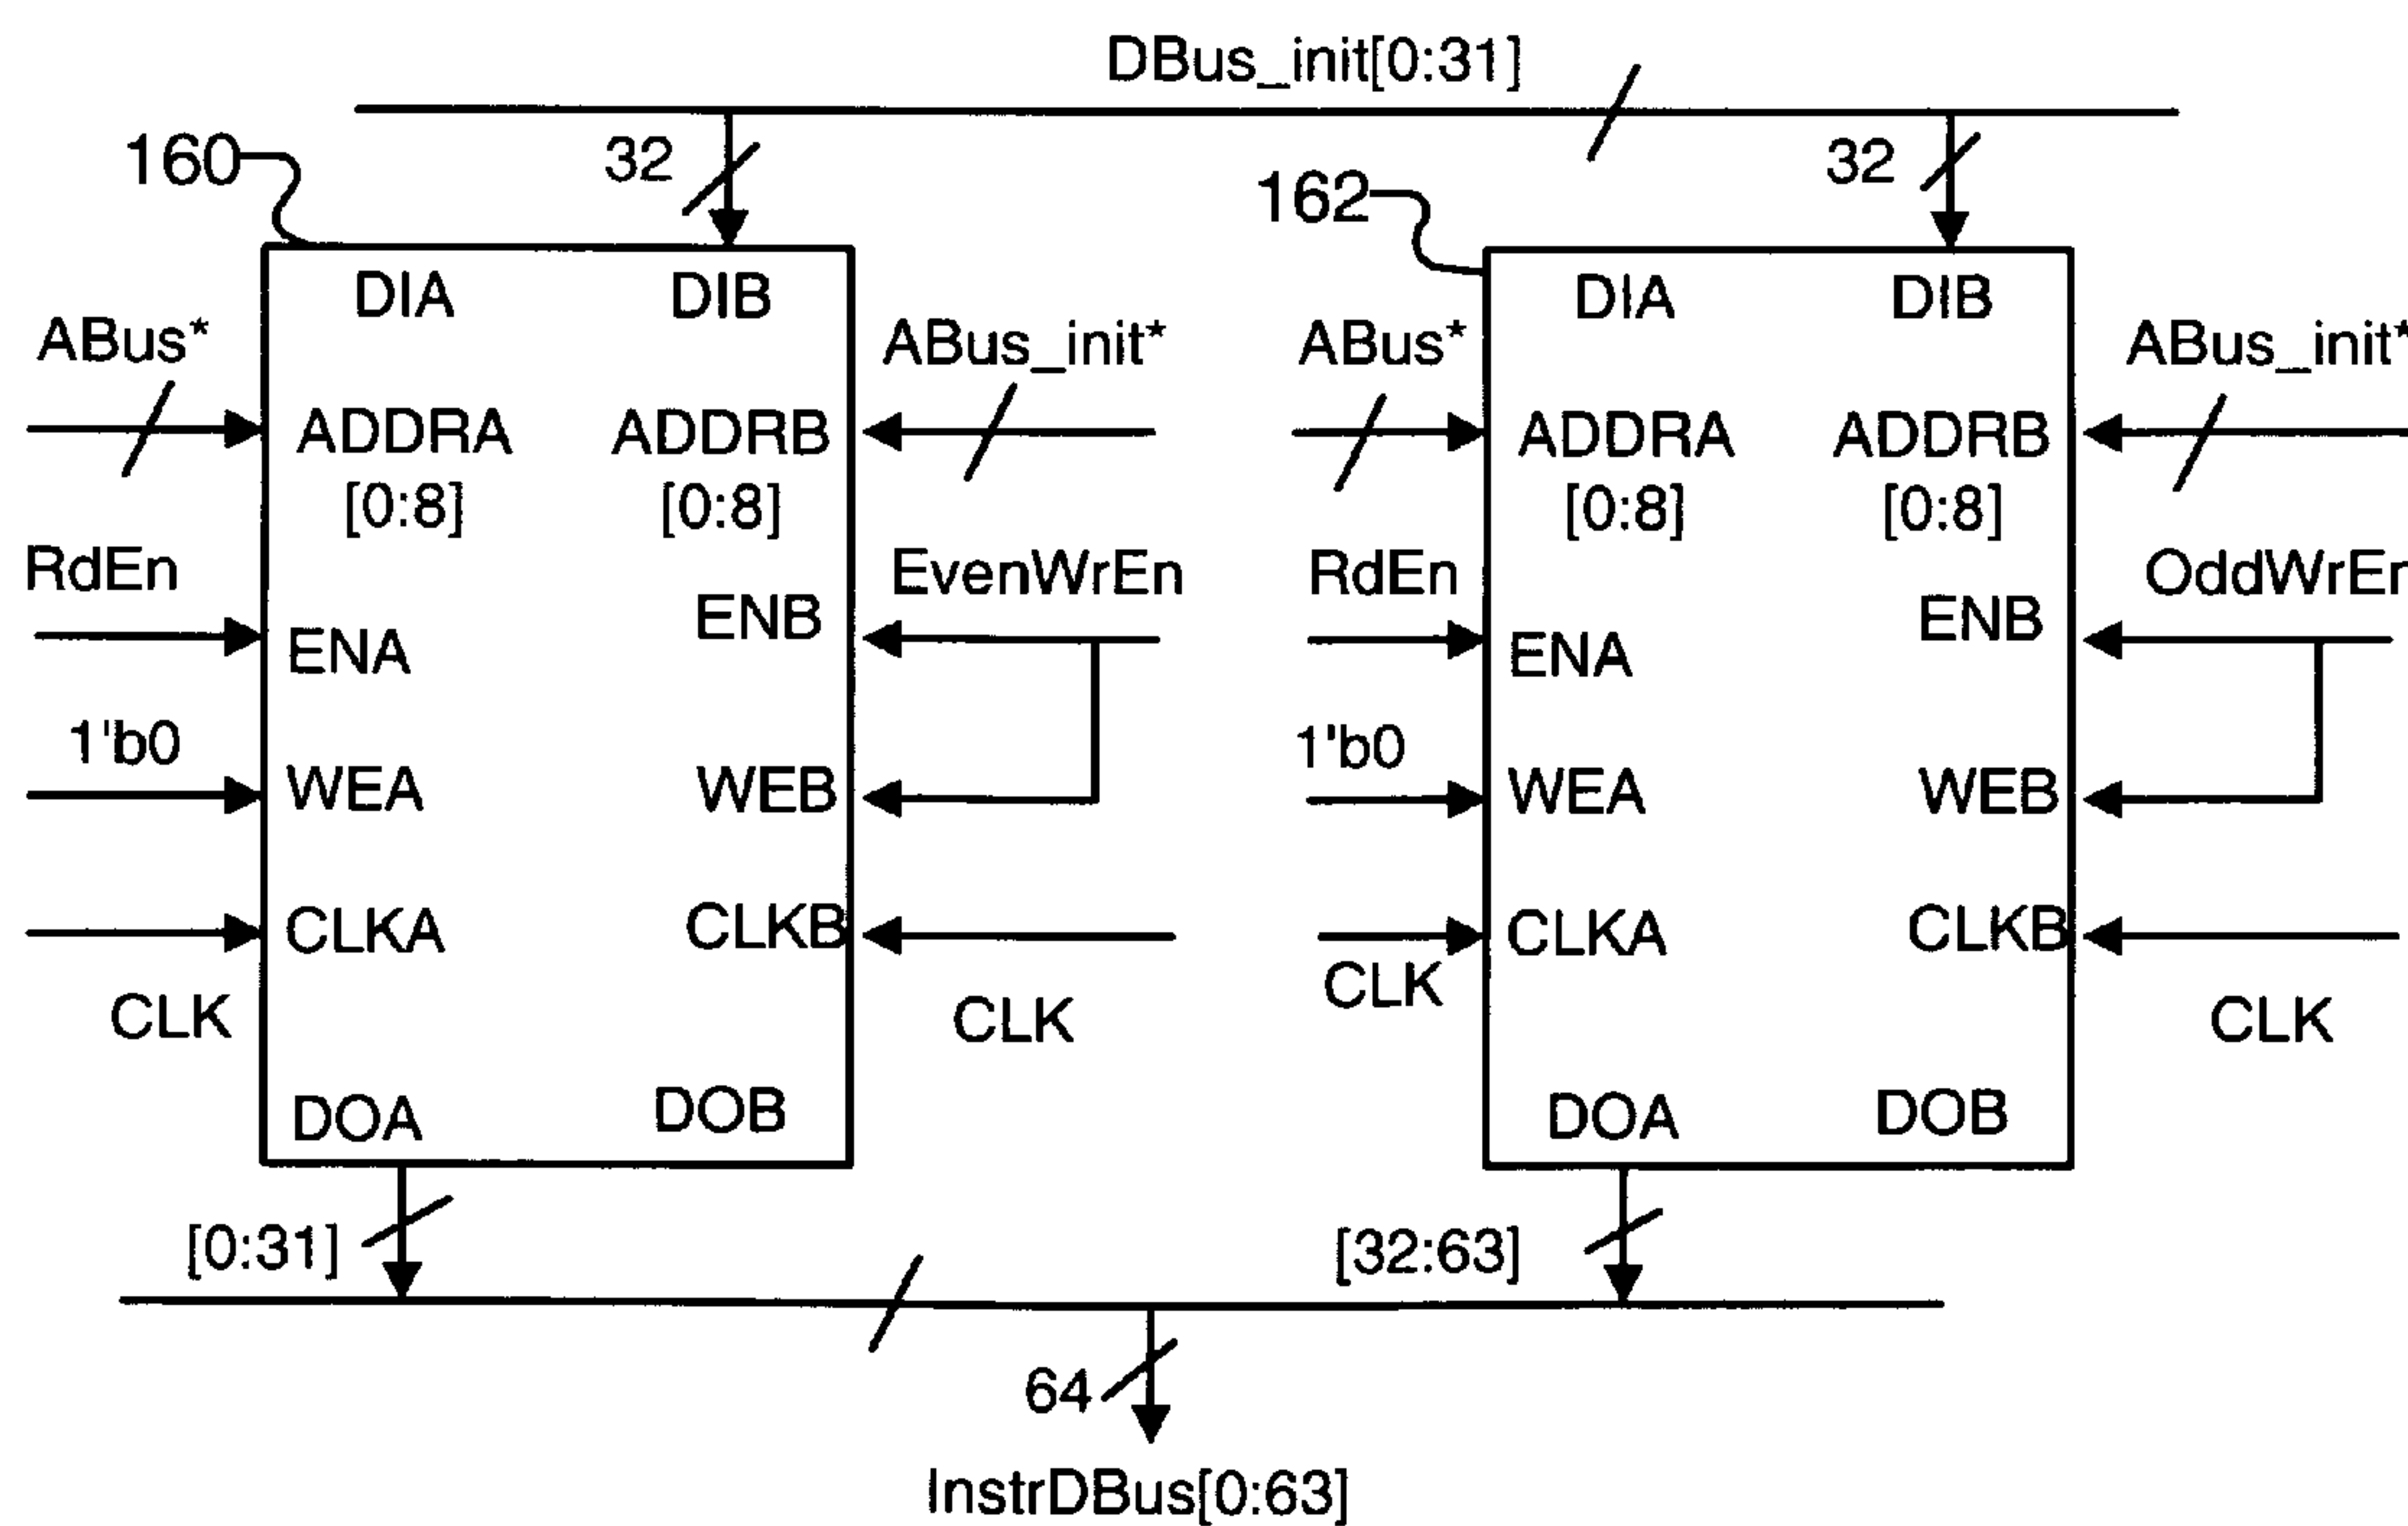 DBus_init[0:31]
160
32
162
32
DIA
DIB
DIA
DIB
ABus*
ABus_init*
ABus*
ABus_init*
ADDRA
ADDRB
ADDRA
ADDRB
[0:8]
[0:8]
[0:8]
[0:8]
RdEn
EvenWrEn
RdEn
OddWrEn
ENA
ENB
ENA
ENB
1'b0
1'b0
WEA
WEB
WEA
WEB
CLKA
CLKB
CLKA
CLKB
CLK
CLK
CLK
CLK
DOA
DOB
DOA
DOB
[0:31]
[32:63]
64
InstrDBus[0:63]